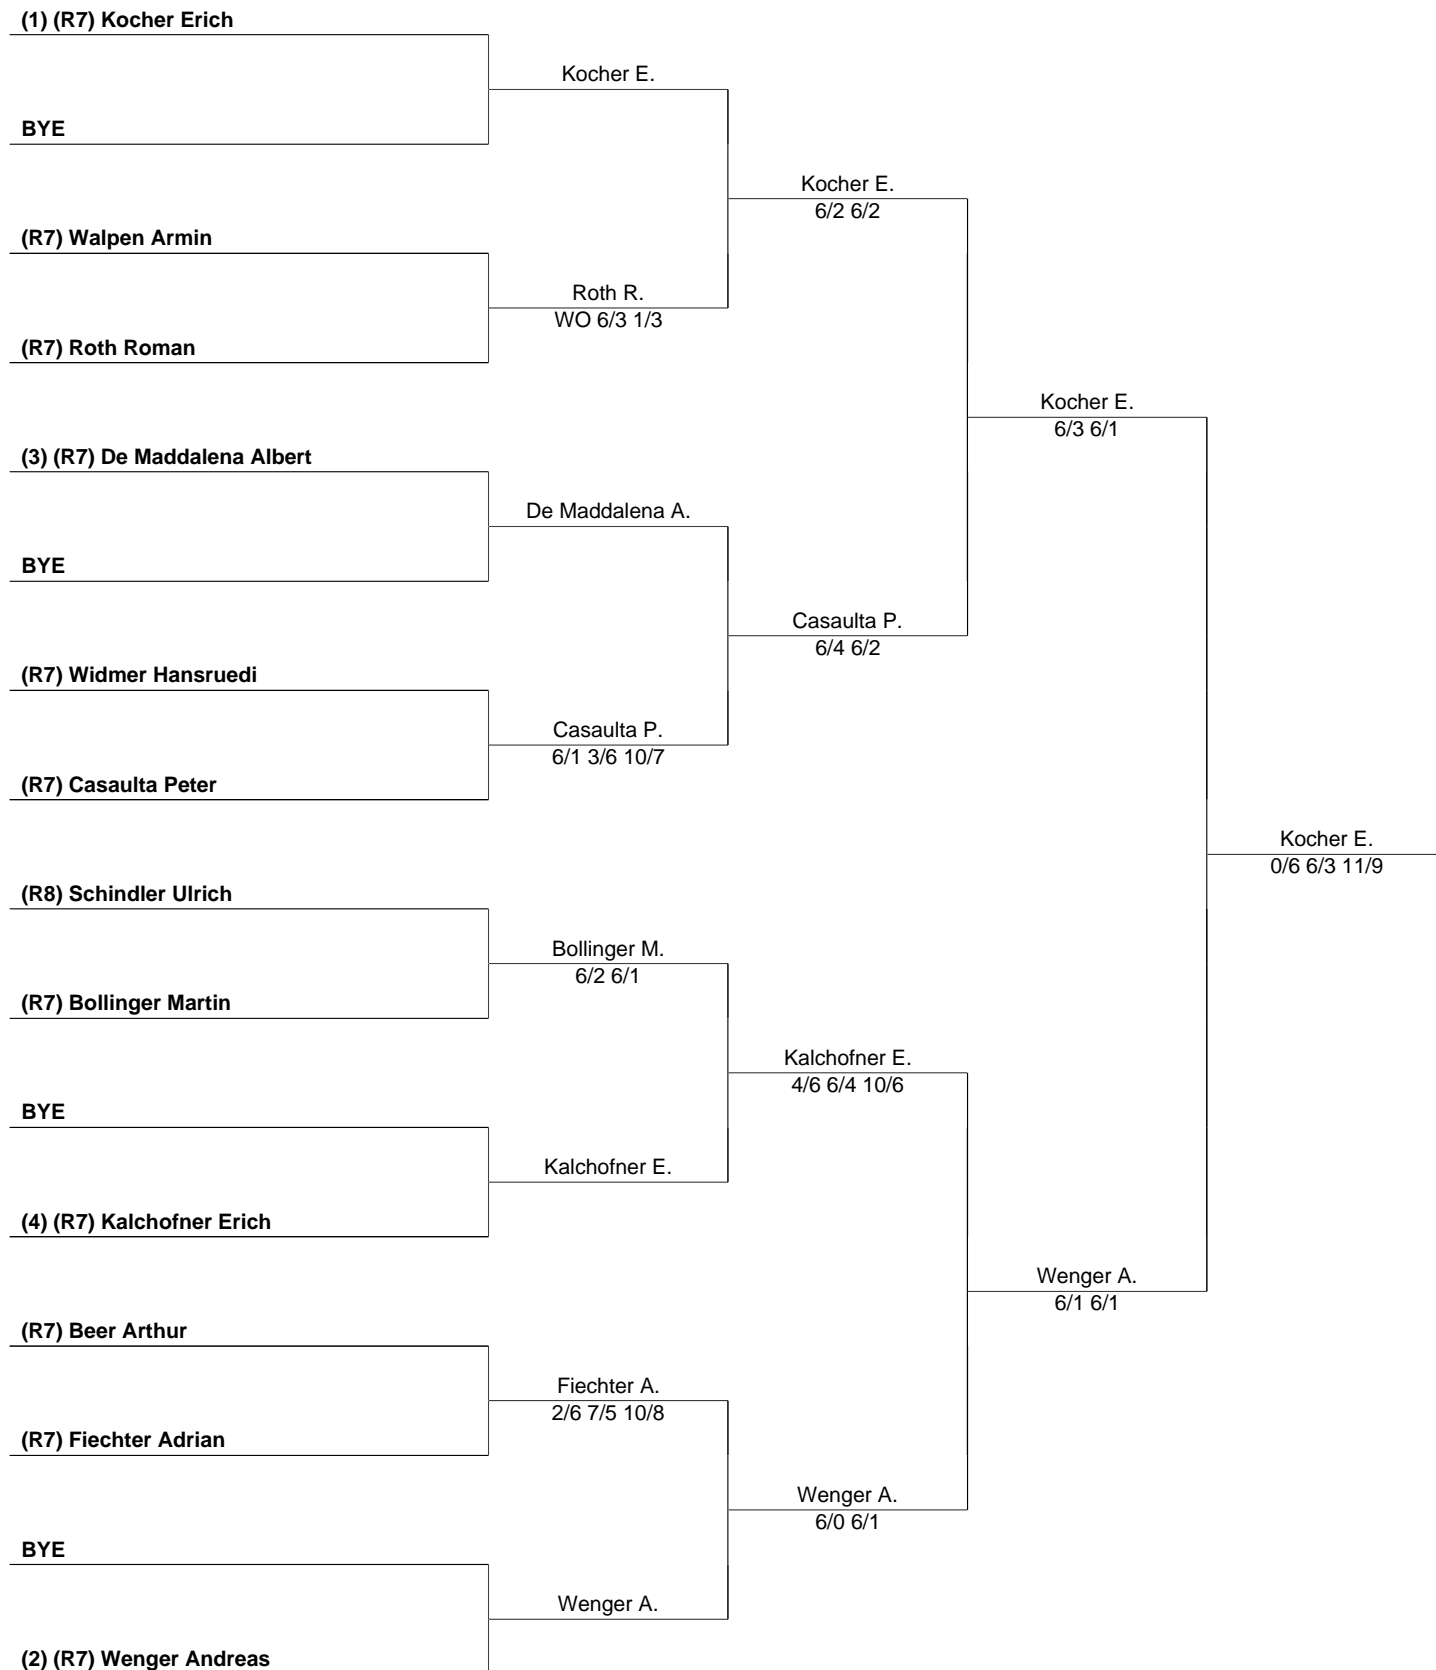 (1) (R7) Kocher Erich
Kocher E.
BYE
Kocher E.
6/2 6/2
(R7) Walpen Armin
Roth R.
WO 6/3 1/3
(R7) Roth Roman
Kocher E.
6/3 6/1
(3) (R7) De Maddalena Albert
De Maddalena A.
BYE
Casaulta P.
6/4 6/2
(R7) Widmer Hansruedi
Casaulta P.
6/1 3/6 10/7
(R7) Casaulta Peter
Kocher E.
0/6 6/3 11/9
(R8) Schindler Ulrich
Bollinger M.
6/2 6/1
(R7) Bollinger Martin
Kalchofner E.
4/6 6/4 10/6
BYE
Kalchofner E.
(4) (R7) Kalchofner Erich
Wenger A.
6/1 6/1
(R7) Beer Arthur
Fiechter A.
2/6 7/5 10/8
(R7) Fiechter Adrian
Wenger A.
6/0 6/1
BYE
Wenger A.
(2) (R7) Wenger Andreas